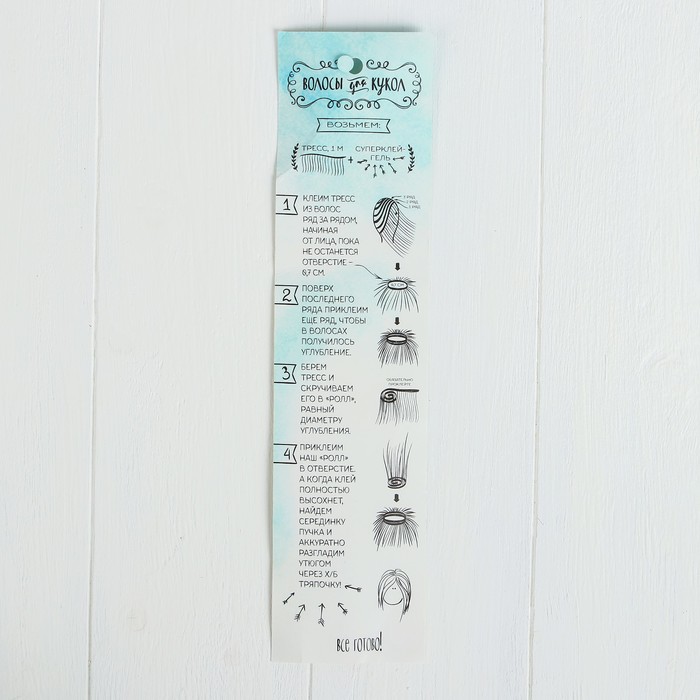 ВОЛОСЫ для КУКОЛ
ВОЗЬМЕМ:
ТРЕСС, 1 М + СУПЕРКЛЕЙ-
ГЕЛЬ
1
КЛЕИМ ТРЕСС
ИЗ ВОЛОС
РЯД ЗА РЯДОМ,
НАЧИНАЯ
ОТ ЛИЦА, ПОКА
НЕ ОСТАНЕТСЯ
ОТВЕРСТИЕ –
0,7 СМ.
2
ПОВЕРХ
ПОСЛЕДНЕГО
РЯДА ПРИКЛЕИМ
ЕЩЕ РЯД, ЧТОБЫ
В ВОЛОСАХ
ПОЛУЧИЛОСЬ
УГЛУБЛЕНИЕ.
3
БЕРЕМ
ТРЕСС И
СКРУЧИВАЕМ
ЕГО В «РОЛЛ»,
РАВНЫЙ
ДИАМЕТРУ
УГЛУБЛЕНИЯ.
4
ПРИКЛЕИМ
НАШ «РОЛЛ»
В ОТВЕРСТИЕ.
А КОГДА КЛЕЙ
ПОЛНОСТЬЮ
ВЫСОХНЕТ,
НАЙДЕМ
СЕРЕДИНКУ
ПУЧКА И
АККУРАТНО
РАЗГЛАДИМ
УТЮГОМ
ЧЕРЕЗ Х/Б
ТРЯПОЧКУ!
ВСЕ ГОТОВО!